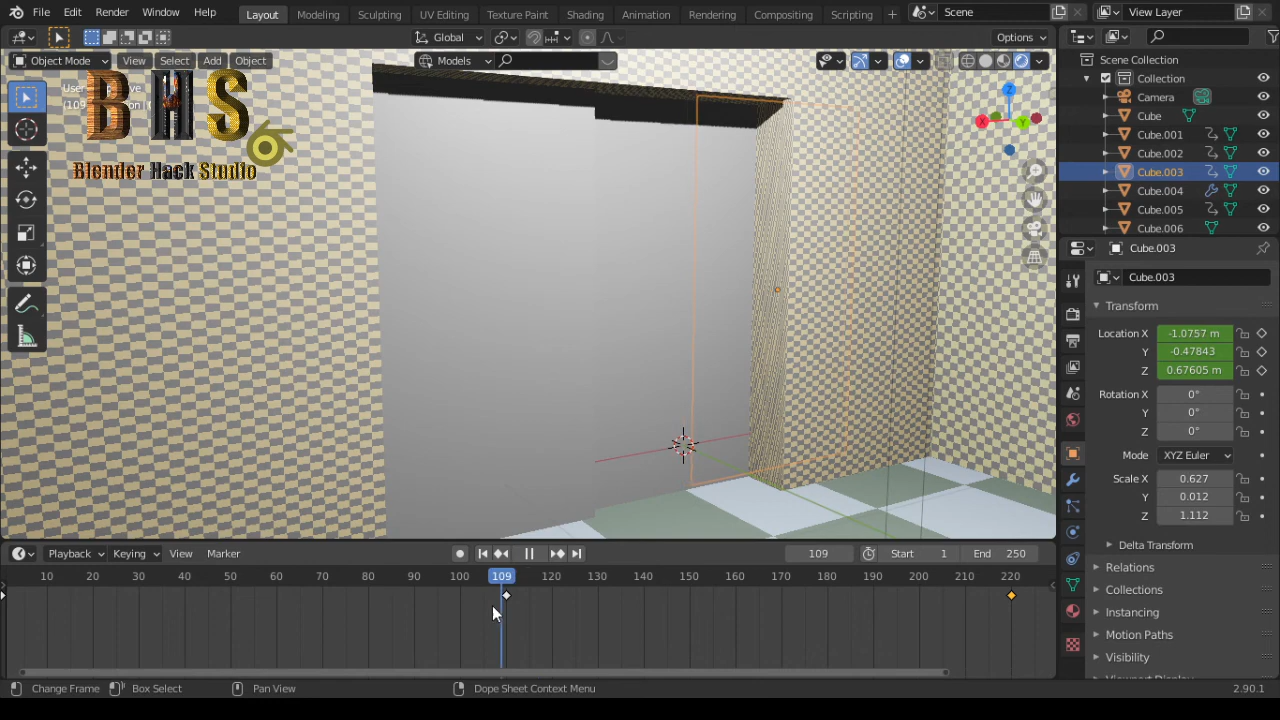 File Edit Render Window Help Layout Modeling Sculpting UV Editing Texture Paint Shading Animation Rendering Compositing Scripting Scene View Layer
Global Options
Object Mode View Select Add Object Models
BHS
Blender Hack Studio
Z
X Y
Scene Collection
Collection
Camera
Cube
Cube.001
Cube.002
Cube.003
Cube.004
Cube.005
Cube.006
Cube.003
Cube.003
Transform
Location X -1.0757 m
Y -0.47843
Z 0.67605 m
Rotation X 0°
Y 0°
Z 0°
Mode XYZ Euler
Scale X 0.627
Y 0.012
Z 1.112
Delta Transform
Relations
Collections
Instancing
Motion Paths
Visibility
Playback Keying View Marker 109 Start 1 End 250
10 20 30 40 50 60 70 80 90 100 109 120 130 140 150 160 170 180 190 200 210 220
Change Frame Box Select Pan View Dope Sheet Context Menu 2.90.1